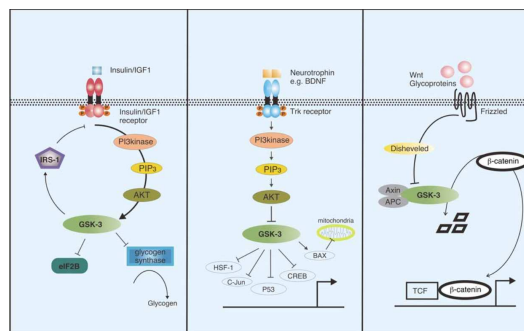 Insulin/IGF1
Insulin/IGF1
receptor
PI3kinase
IRS-1
PIP3
AKT
GSK-3
eIF2B
glycogen
synthase
Glycogen
Neurotrophin
e.g. BDNF
Trk receptor
PI3kinase
PIP3
AKT
GSK-3
mitochondria
BAX
HSF-1
C-Jun
P53
CREB
Wnt
Glycoproteins
Frizzled
Disheveled
β-catenin
Axin
APC
GSK-3
TCF
β-catenin